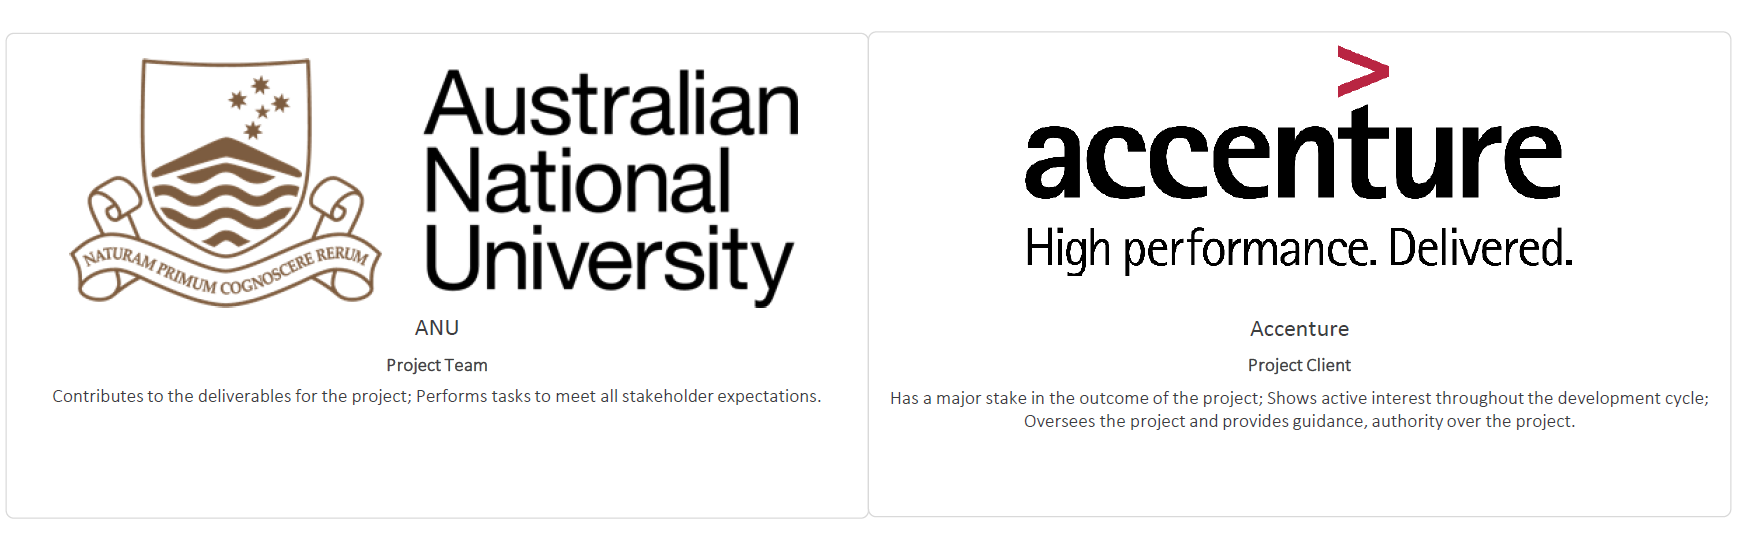 NATURAM PRIMUM COGNOSCERE RERUM
Australian
National
University
ANU
Project Team
Contributes to the deliverables for the project; Performs tasks to meet all stakeholder expectations.
>
accenture
High performance. Delivered.
Accenture
Project Client
Has a major stake in the outcome of the project; Shows active interest throughout the development cycle;
Oversees the project and provides guidance, authority over the project.